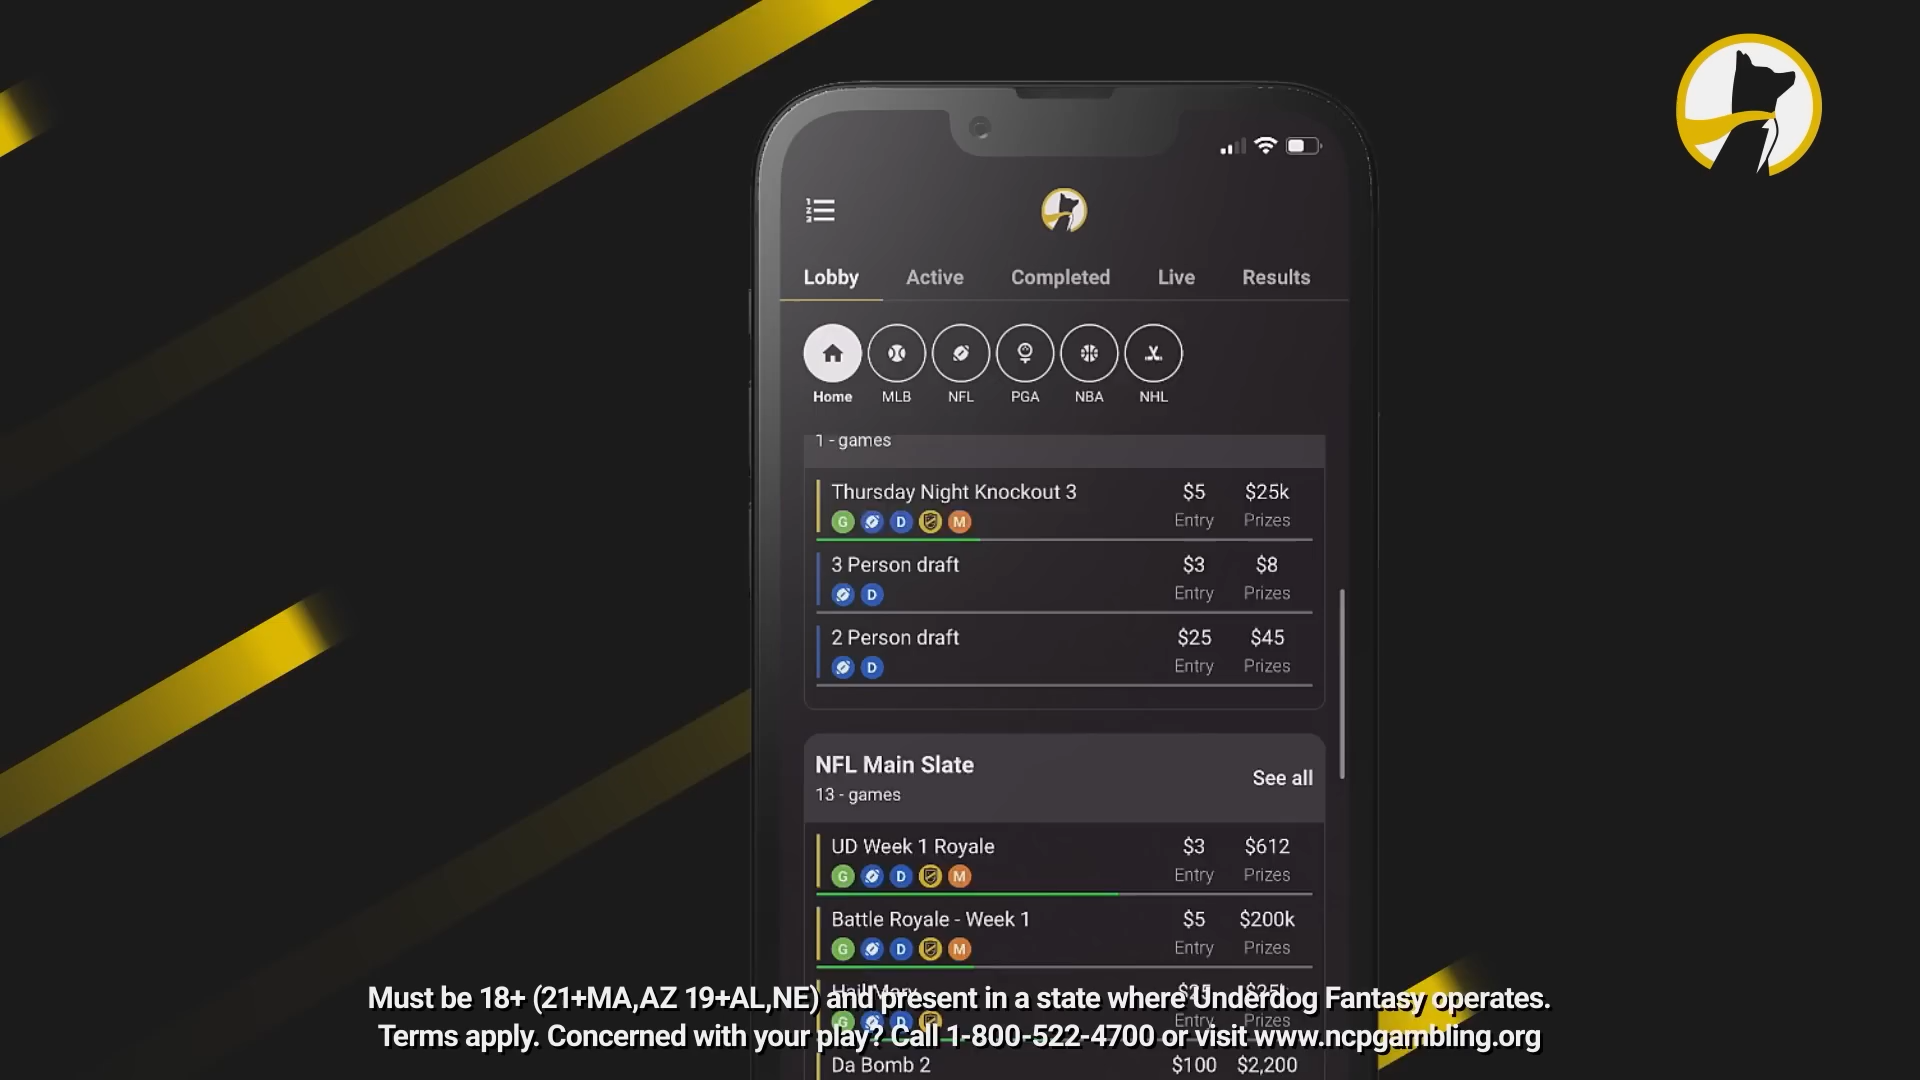 Lobby Active Completed Live Results
Home MLB NFL PGA NBA NHL
1 - games
Thursday Night Knockout 3 $5 $25k
G D M Entry Prizes
3 Person draft $3 $8
D Entry Prizes
2 Person draft $25 $45
D Entry Prizes
NFL Main Slate
See all
13 - games
UD Week 1 Royale $3 $612
G D M Entry Prizes
Battle Royale - Week 1 $5 $200k
G D M Entry Prizes
Hail Mary $25
G D Entry Prizes
Da Bomb 2 $100 $2,200
Must be 18+ (21+MA,AZ 19+AL,NE) and present in a state where Underdog Fantasy operates.
Terms apply. Concerned with your play? Call 1-800-522-4700 or visit www.ncpgambling.org